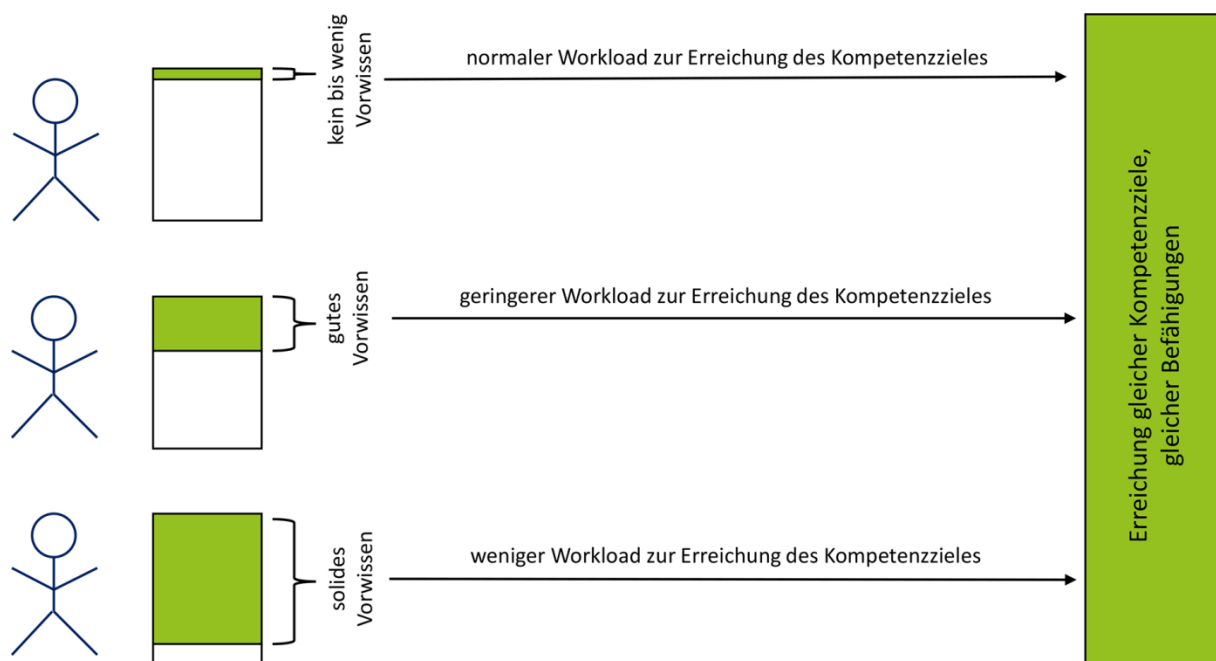 kein bis wenig
Vorwissen
normaler Workload zur Erreichung des Kompetenzzieles
gutes
Vorwissen
geringerer Workload zur Erreichung des Kompetenzzieles
solides
Vorwissen
weniger Workload zur Erreichung des Kompetenzzieles
Erreichung gleicher Kompetenzziele,
gleicher Befähigungen